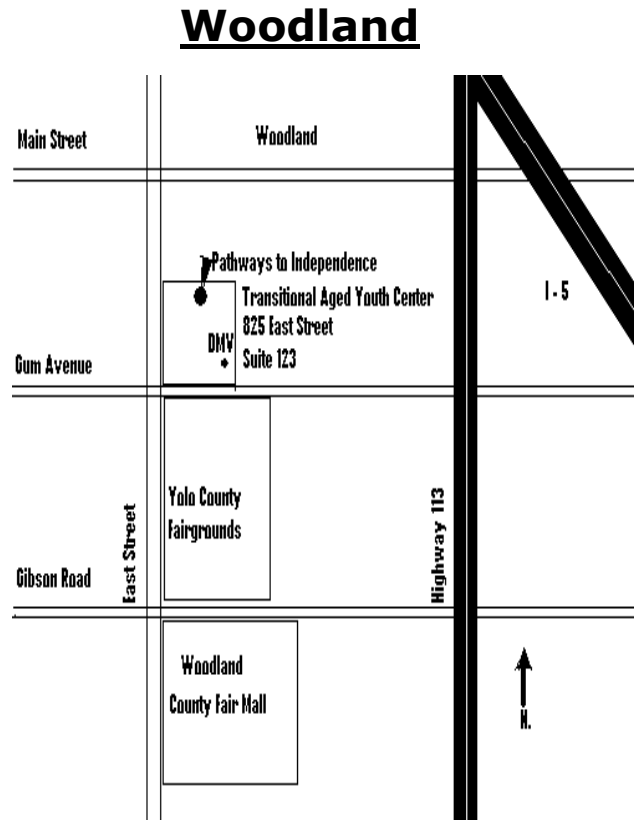 Woodland
Main Street
Woodland
Pathways to Independence
Transitional Aged Youth Center
825 East Street
Suite 123
DMV
I - 5
Gum Avenue
Yolo County
Fairgrounds
East Street
Highway 113
Gibson Road
Woodland
County Fair Mall
N.